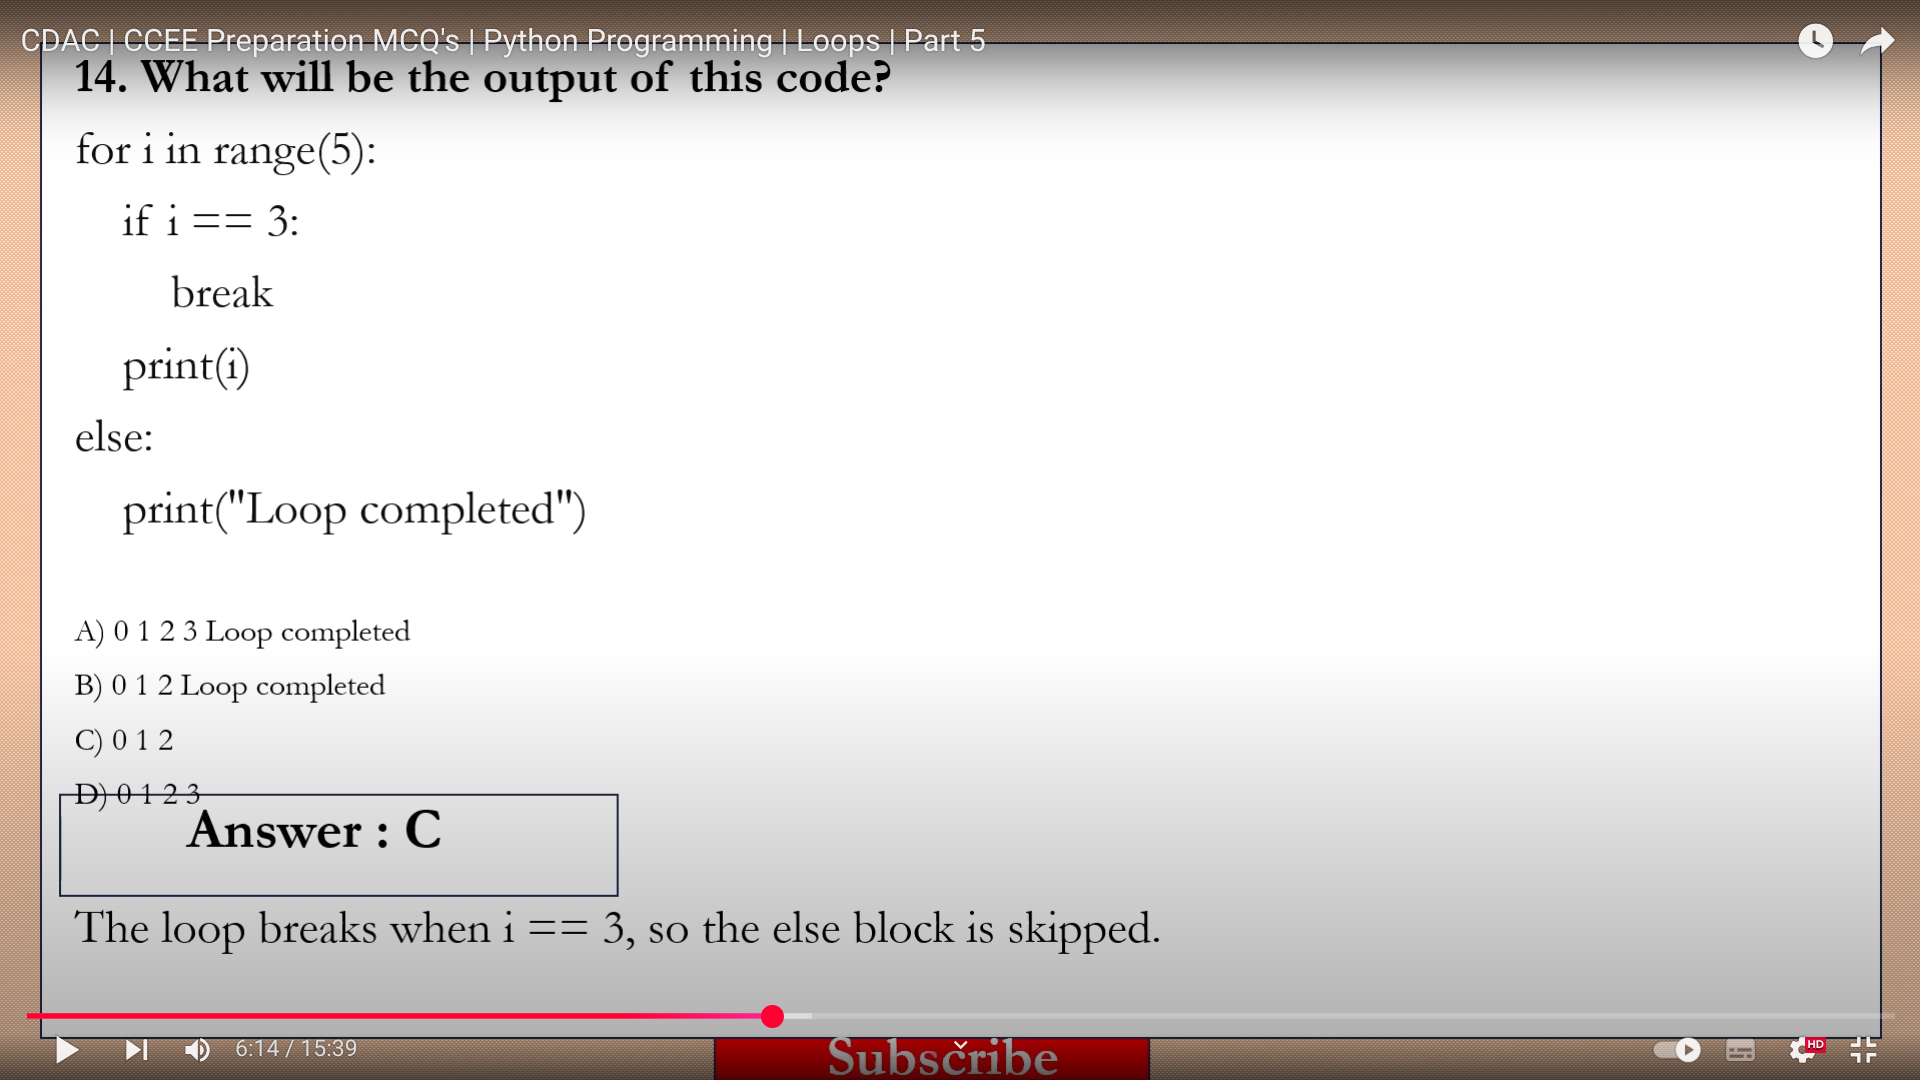 CDAC | CCEE Preparation MCQ's | Python Programming | Loops | Part 5
14. What will be the output of this code?
for i in range(5):
if i == 3:
break
print(i)
else:
print("Loop completed")
A) 0 1 2 3 Loop completed
B) 0 1 2 Loop completed
C) 0 1 2
D) 0 1 2 3
Answer : C
The loop breaks when i == 3, so the else block is skipped.
6:14 / 15:39
Subscribe
HD